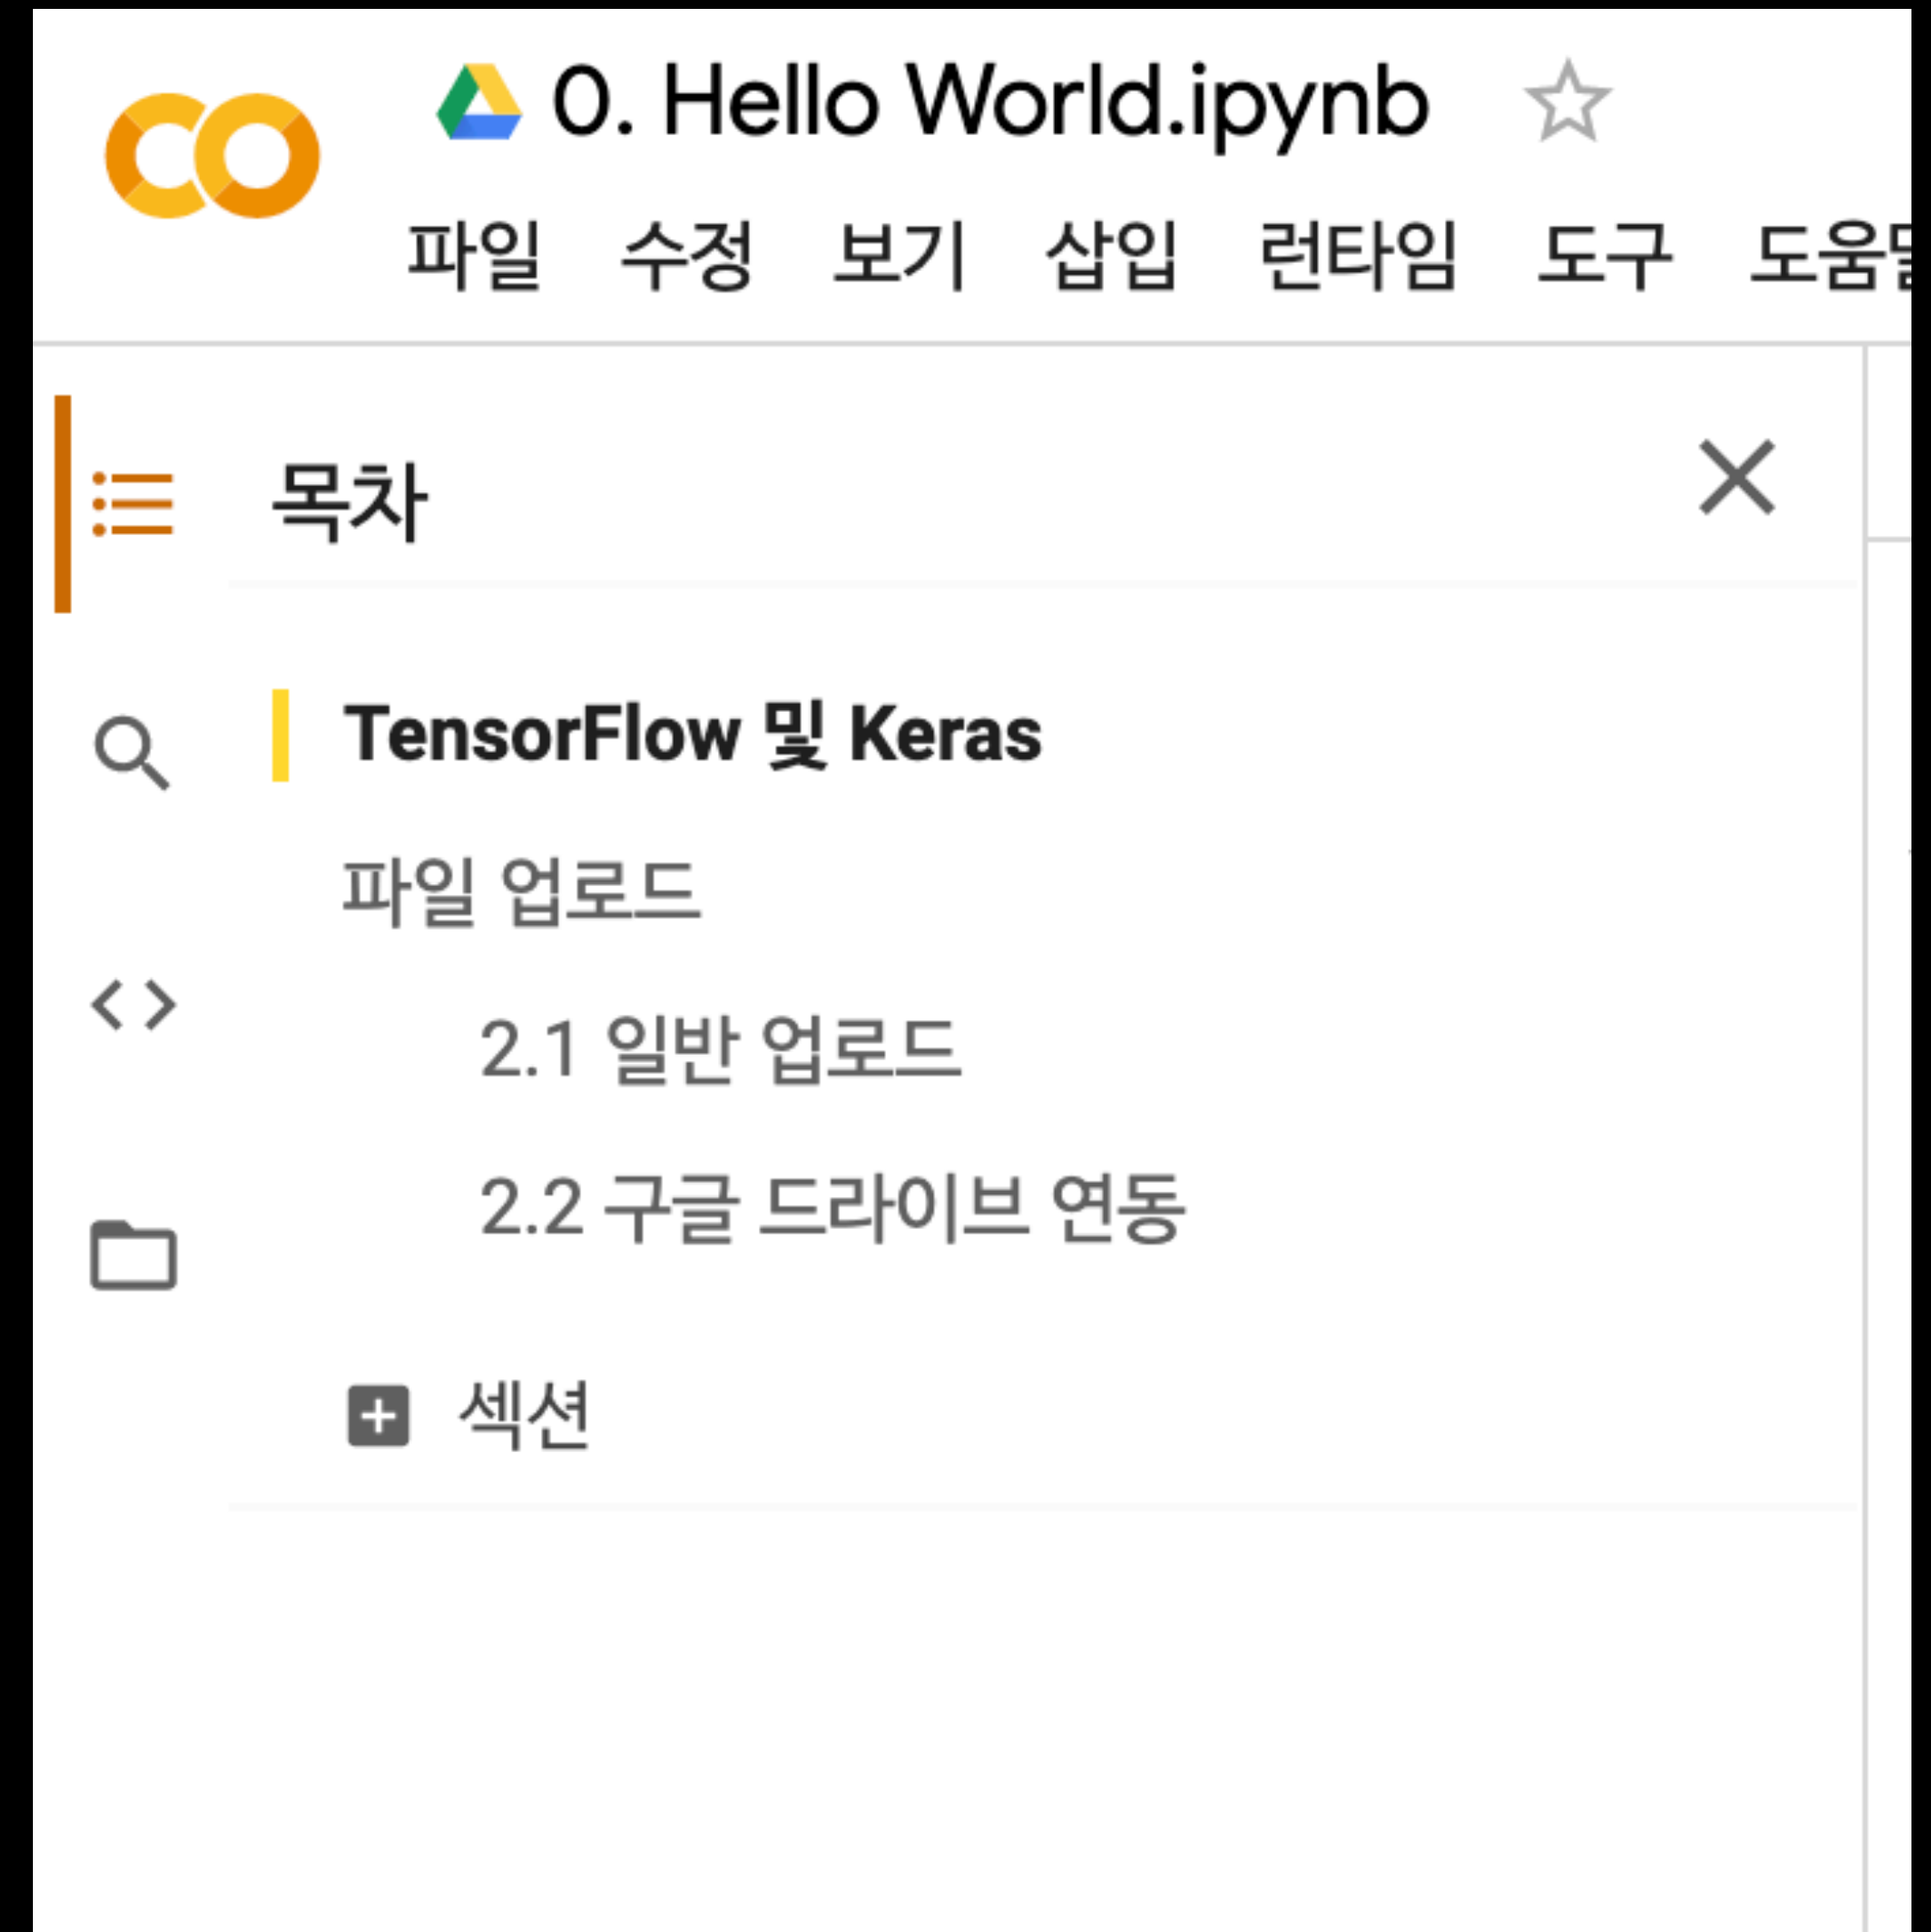 0. Hello World.ipynb
파일 수정 보기 삽입 런타임 도구
목차
TensorFlow 및 Keras
파일 업로드
2.1 일반 업로드
2.2 구글 드라이브 연동
섹션